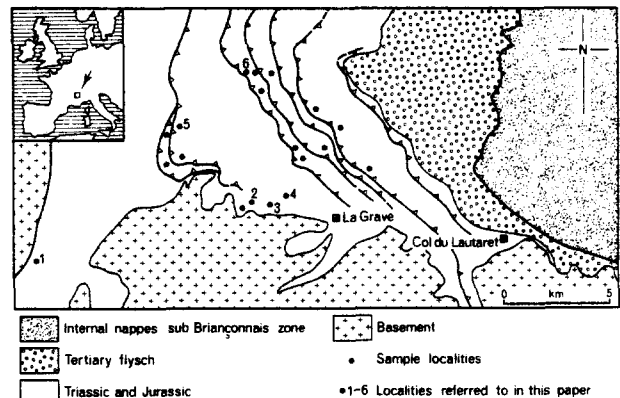 N
6
5
2
4
3
La Grave
Col du Lautaret
1
0 km 5
Internal nappes sub Briançonnais zone
Basement
Tertiary flysch
Sample localities
Triassic and Jurassic
1-6 Localities referred to in this paper